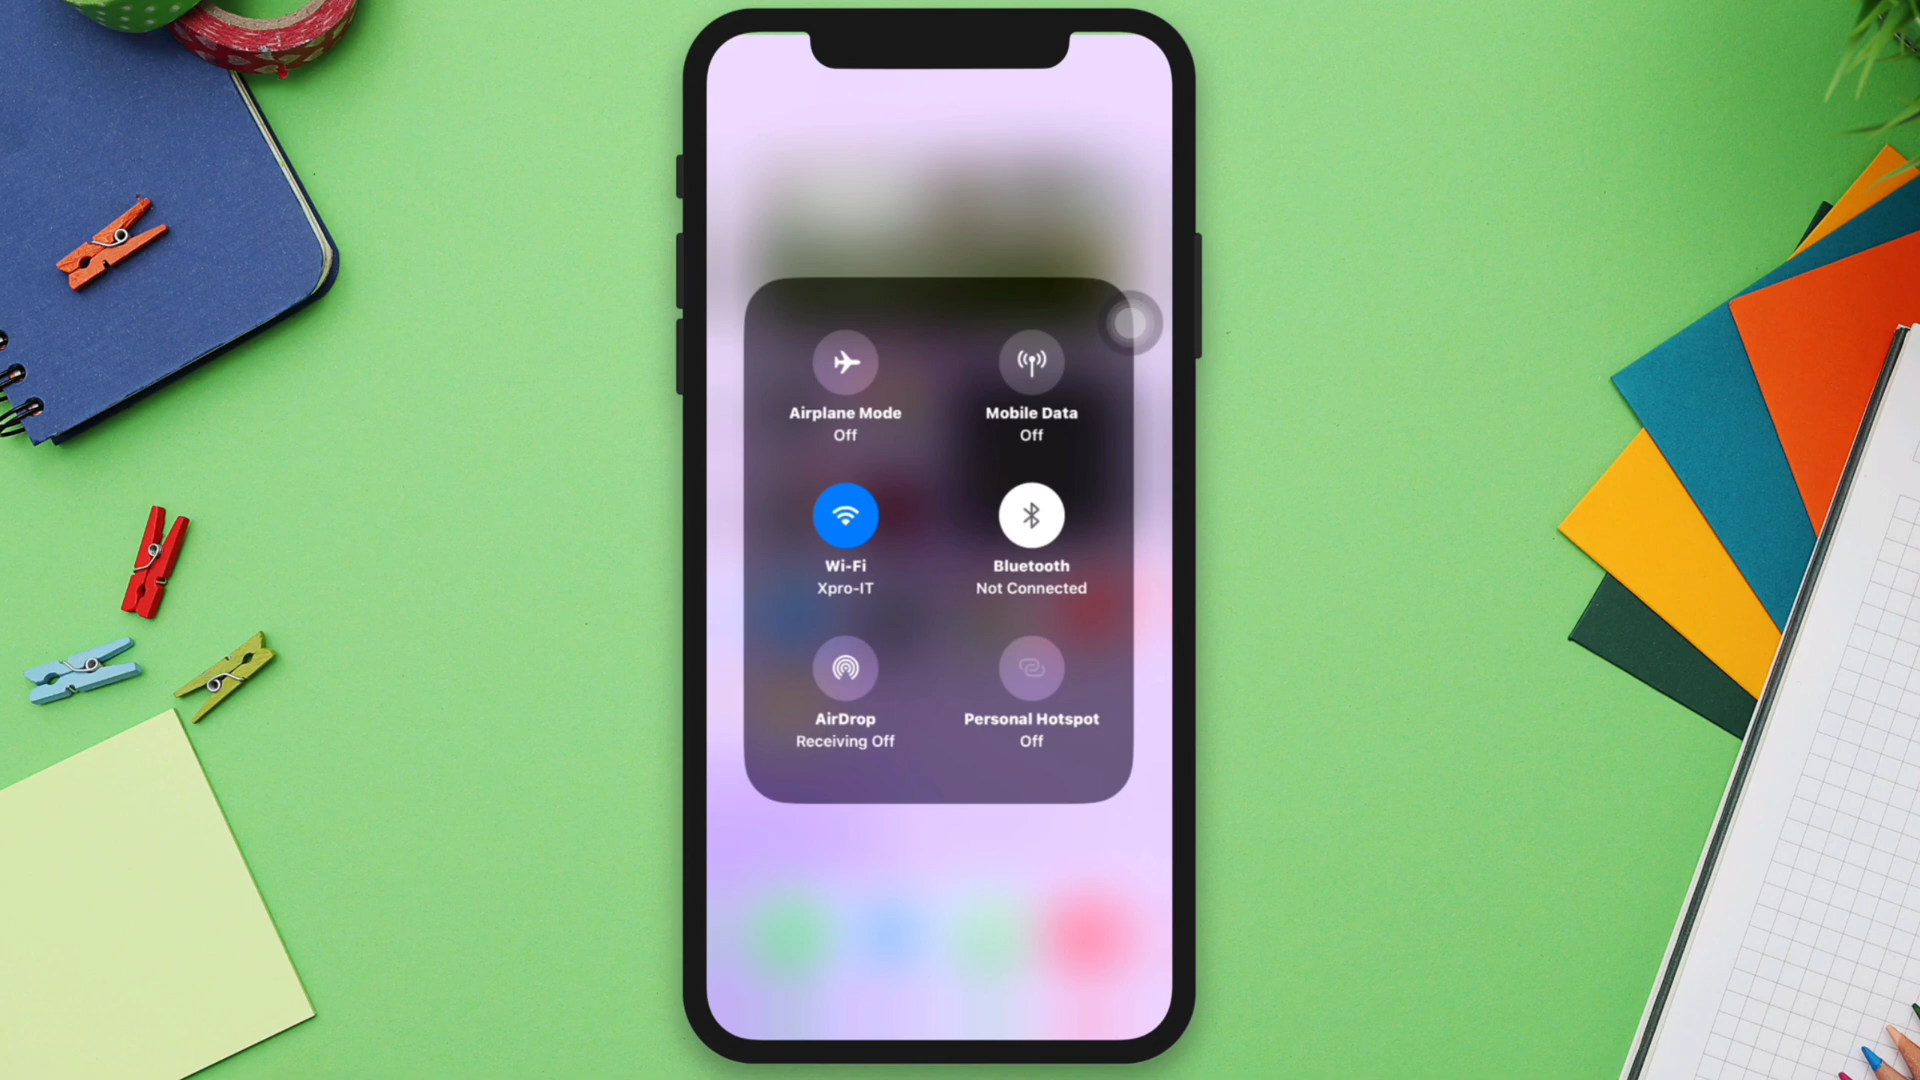 Airplane Mode
Off
Mobile Data
Off
Wi-Fi
Xpro-IT
Bluetooth
Not Connected
AirDrop
Receiving Off
Personal Hotspot
Off